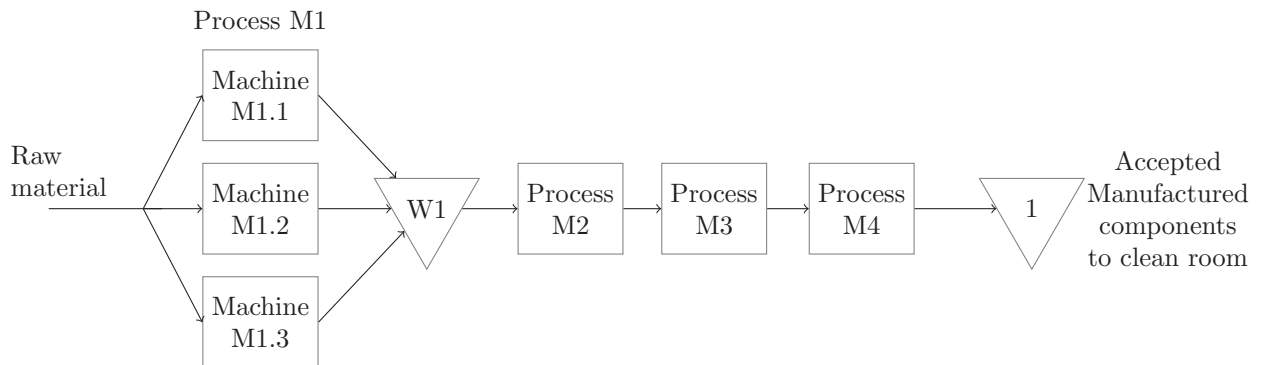 Process M1
Machine
M1.1
Raw
material
Machine
M1.2
Machine
M1.3
W1
Process
M2
Process
M3
Process
M4
1
Accepted
Manufactured
components
to clean room